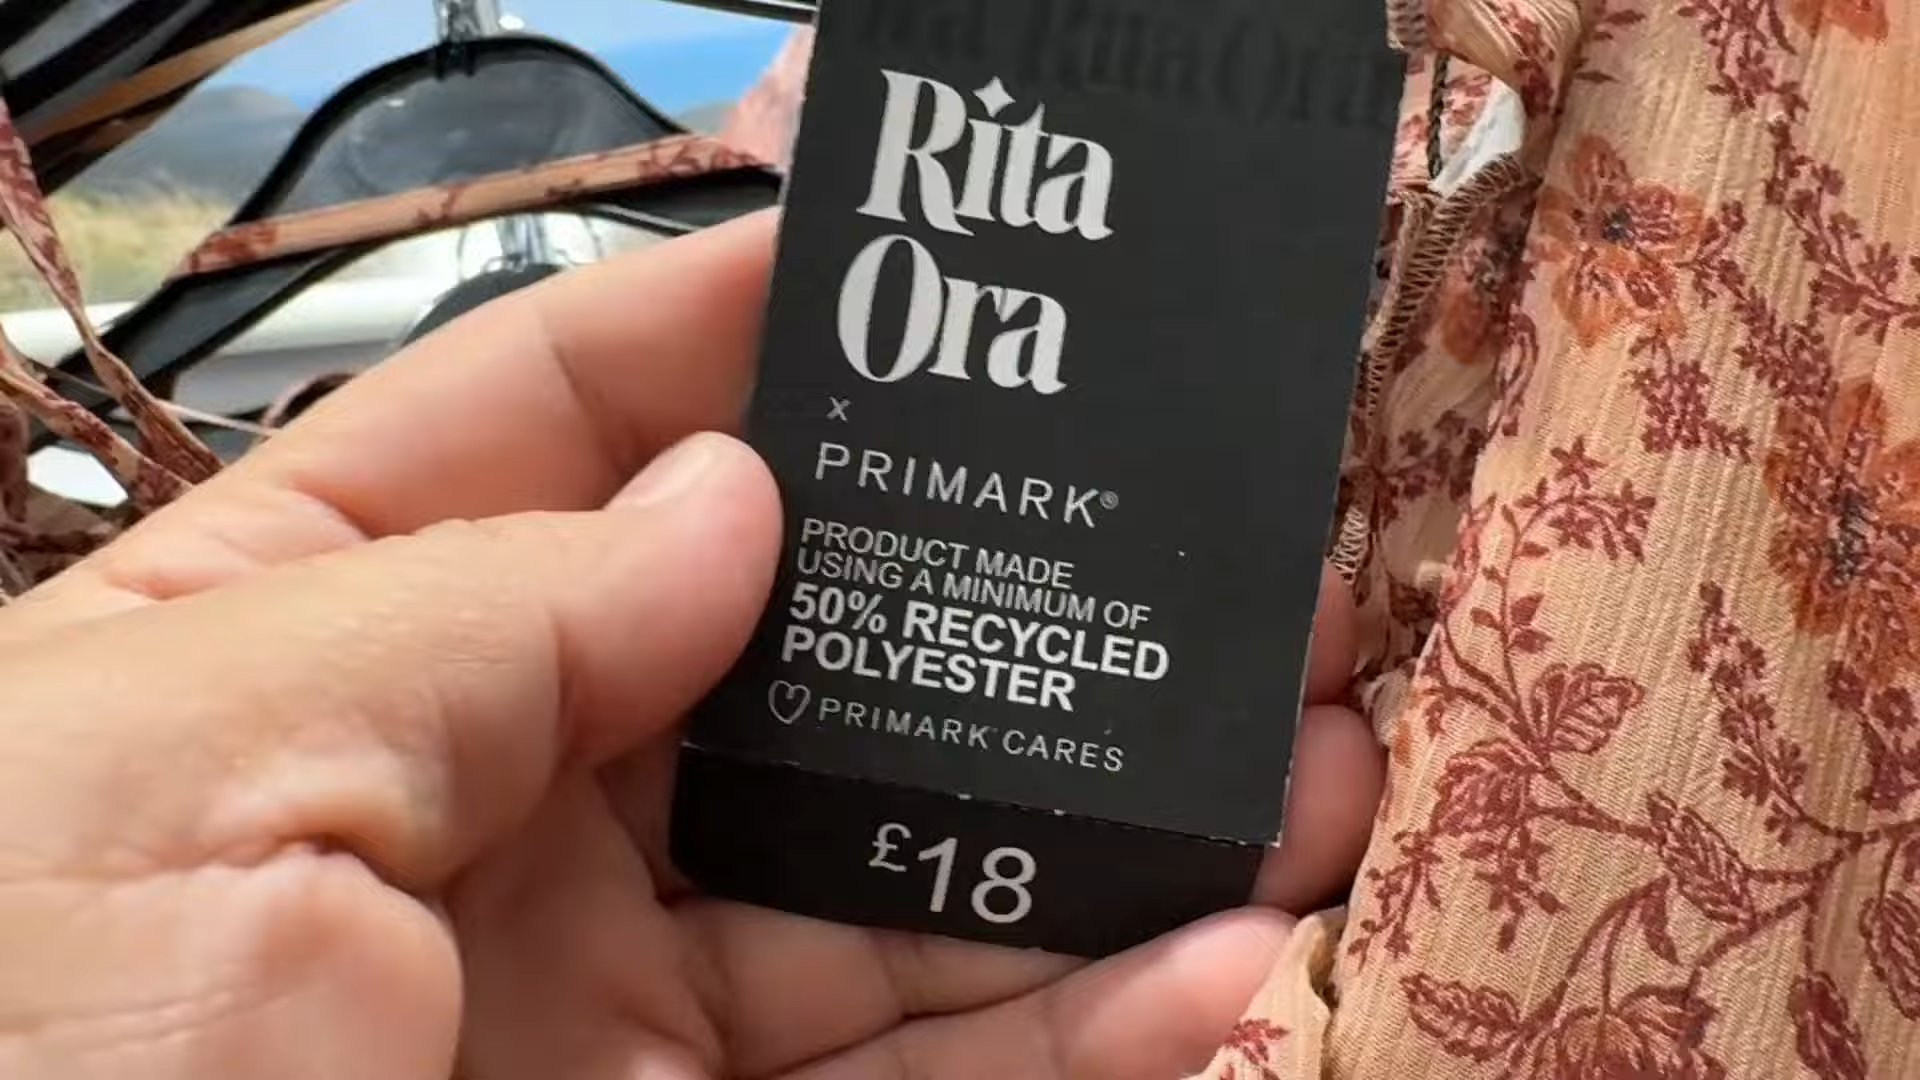 Rita
Ora
x
PRIMARK®
PRODUCT MADE
USING A MINIMUM OF
50% RECYCLED
POLYESTER
PRIMARK CARES
£18